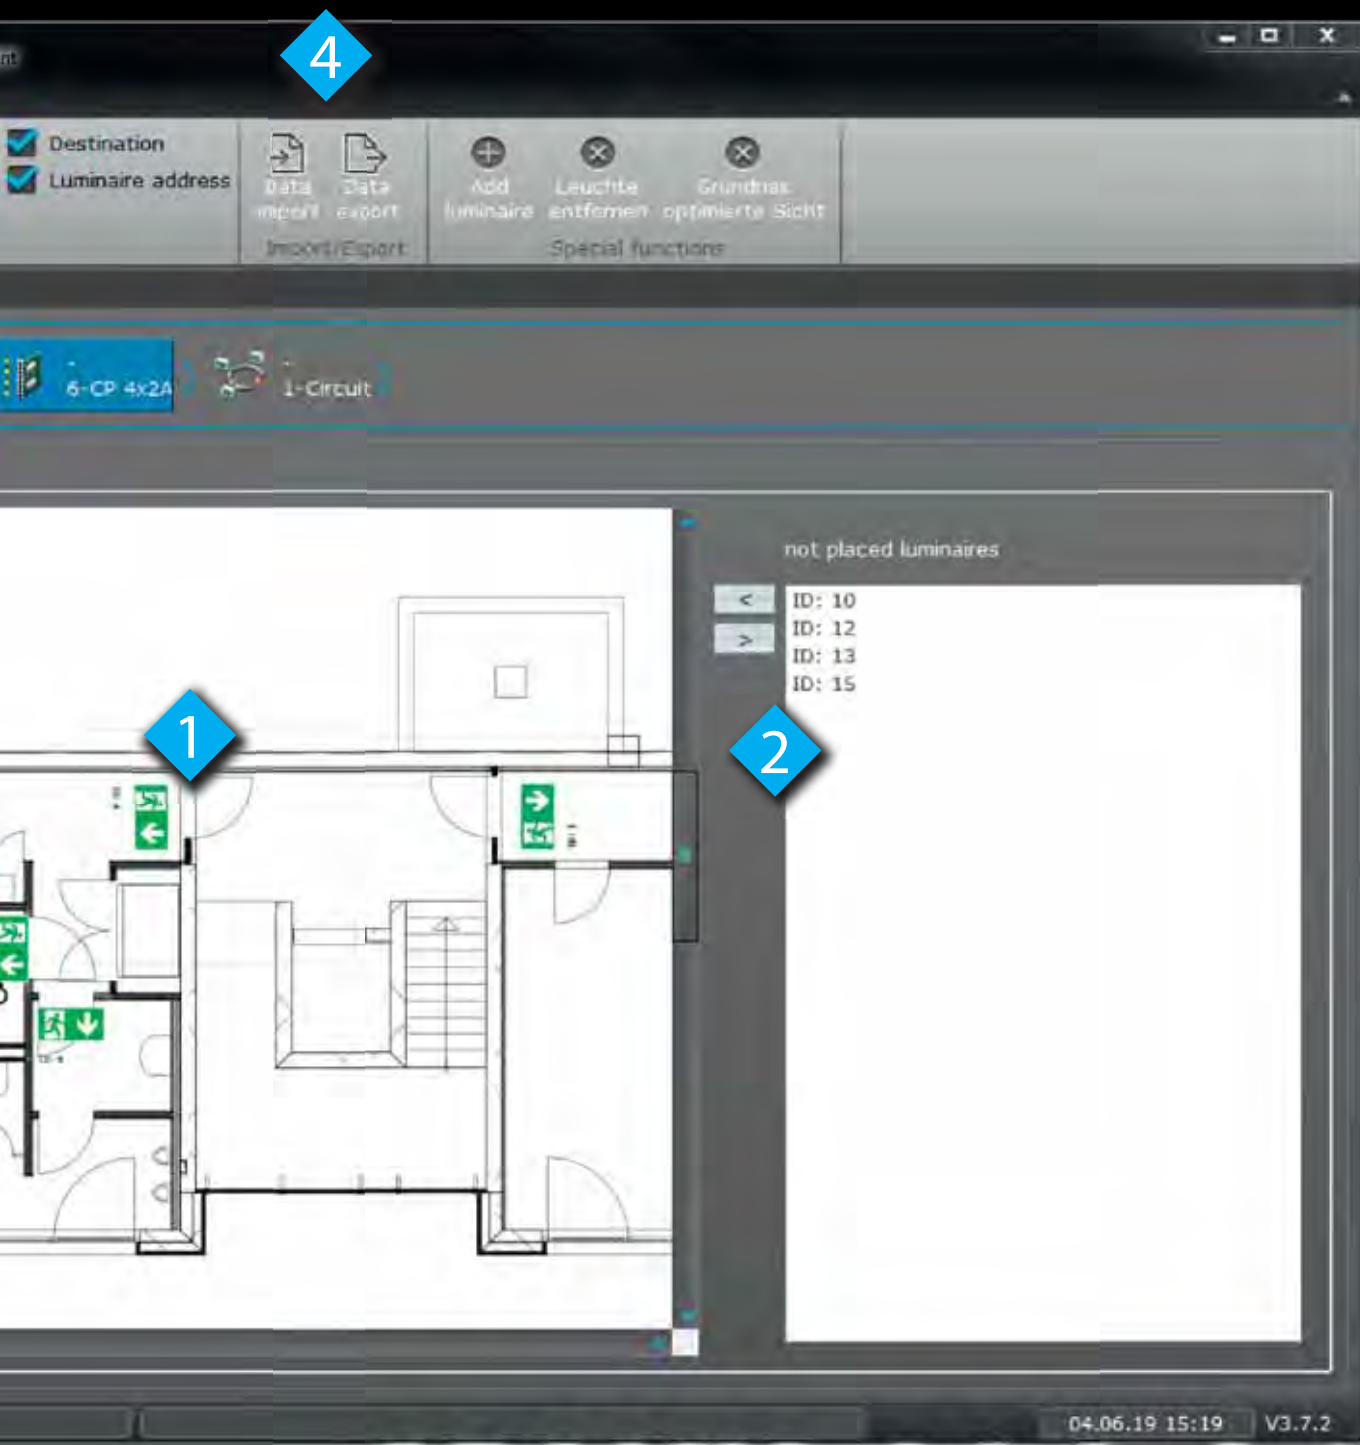 4
nt
Destination
Luminaire address
Data
import
Data
export
Add
luminaire
Leuchte
entfernen
Grundriss
optimierte Sicht
Import/Export
Special functions
-
6-CP 4x2A
-
1-Circuit
not placed luminaires
<
>
ID: 10
ID: 12
ID: 13
ID: 15
1
2
04.06.19 15:19
V3.7.2